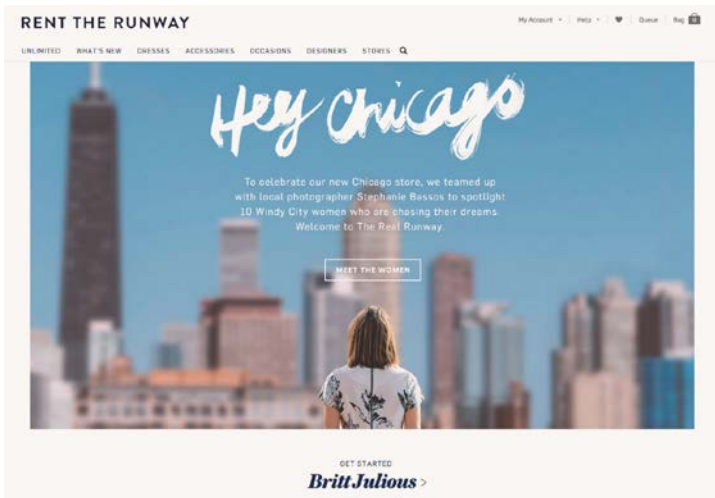 RENT THE RUNWAY
My Account
Help
Queue
Bag
0
UNLIMITED WHAT'S NEW DRESSES ACCESSORIES OCCASIONS DESIGNERS STORES
Hey Chicago
To celebrate our new Chicago store, we teamed up
with local photographer Stephanie Bassos to spotlight
10 Windy City women who are chasing their dreams.
Welcome to The Real Runway.
MEET THE WOMEN
GET STARTED
Britt Julious >